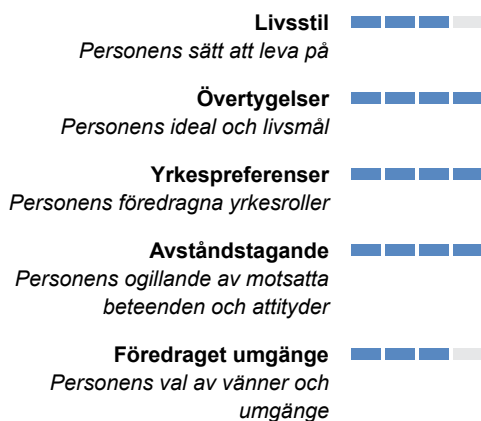 Livsstil
Personens sätt att leva på
Övertygelser
Personens ideal och livsmål
Yrkespreferenser
Personens föredragna yrkesroller
Avståndstagande
Personens ogillande av motsatta
beteenden och attityder
Föredraget umgänge
Personens val av vänner och
umgänge